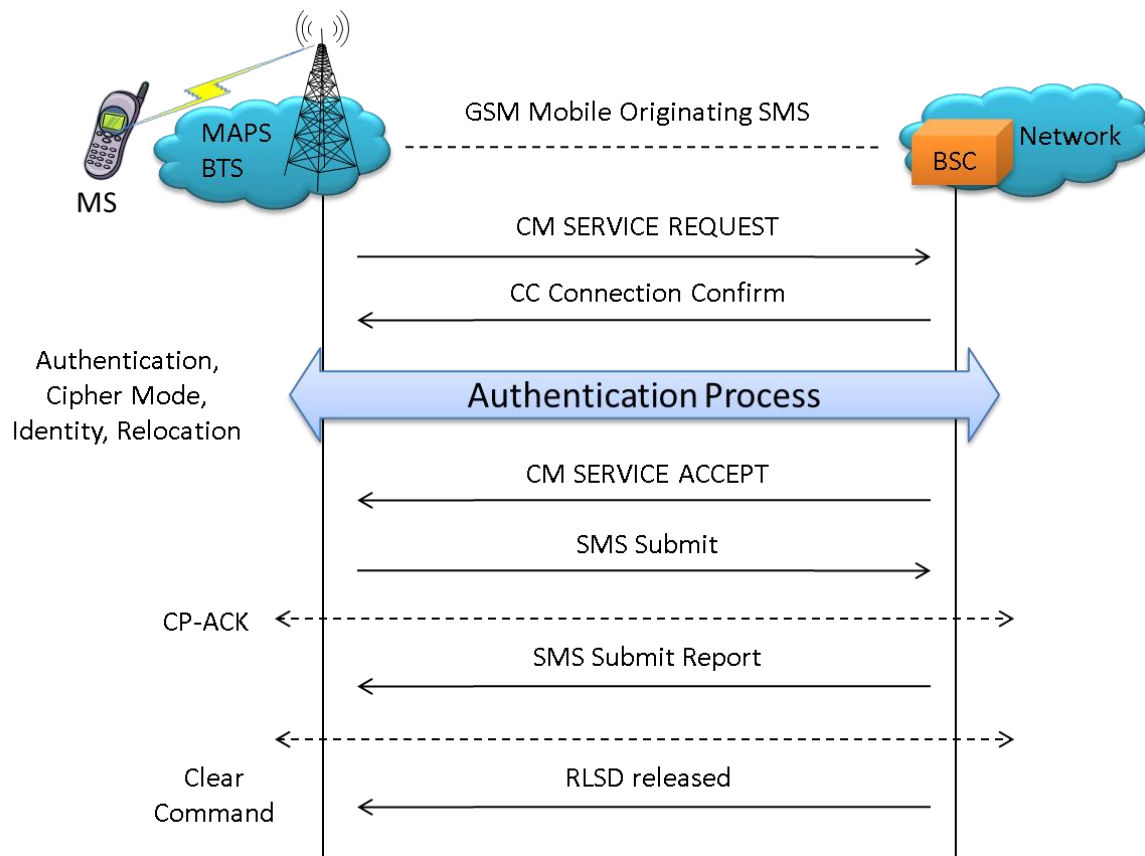 GSM Mobile Originating SMS
MAPS
BTS
Network
BSC
MS
CM SERVICE REQUEST
CC Connection Confirm
Authentication,
Cipher Mode,
Identity, Relocation
Authentication Process
CM SERVICE ACCEPT
SMS Submit
CP-ACK
SMS Submit Report
Clear
Command
RLSD released